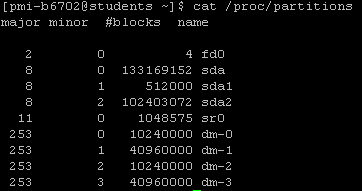 [pmi-b6702@students ~]$ cat /proc/partitions
major minor  #blocks  name

   2        0          4 fd0
   8        0  133169152 sda
   8        1     512000 sda1
   8        2  102403072 sda2
  11        0    1048575 sr0
 253        0   10240000 dm-0
 253        1   40960000 dm-1
 253        2   10240000 dm-2
 253        3   40960000 dm-3